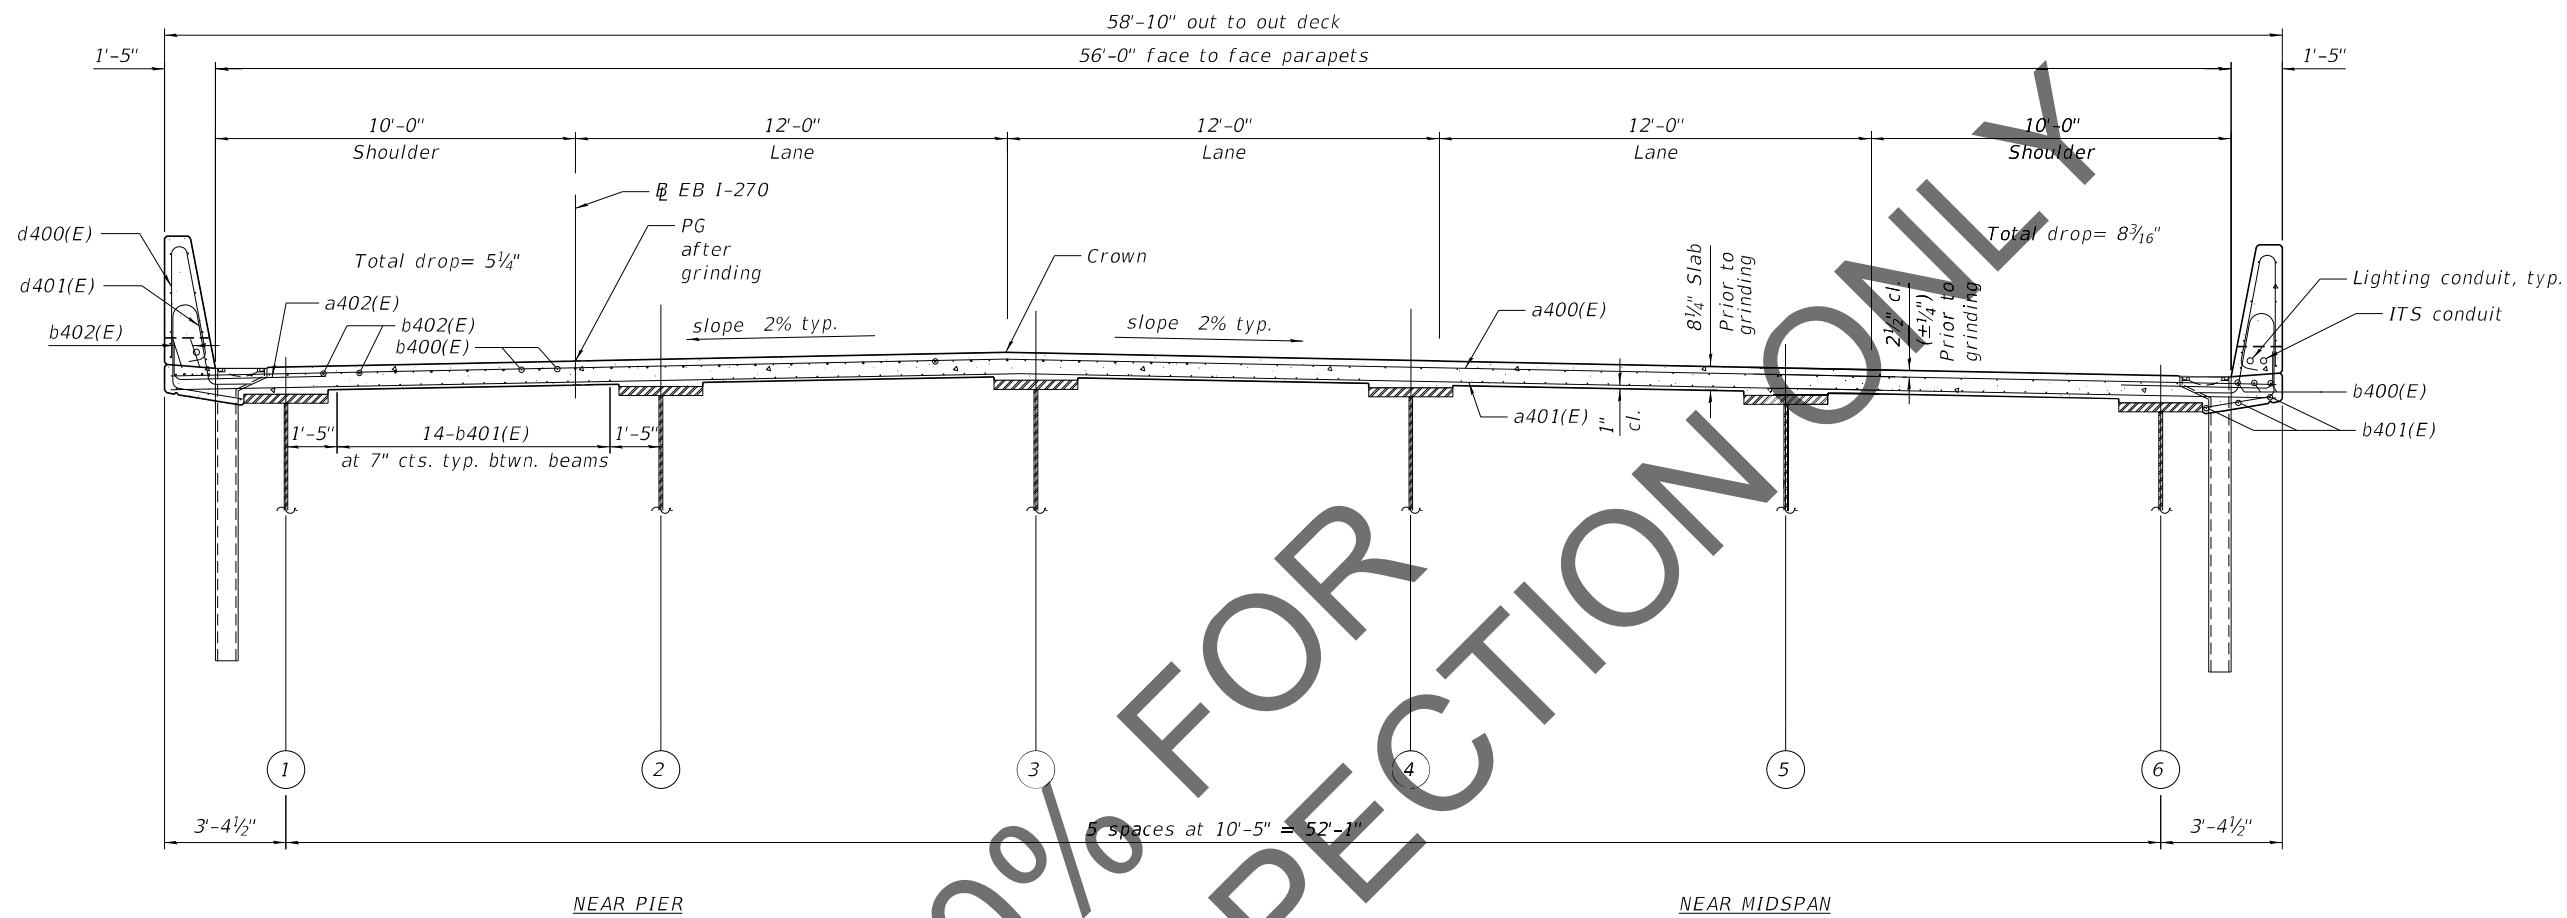 58'-10" out to out deck
1'-5"
56'-0" face to face parapets
1'-5"
10'-0"
Shoulder
12'-0"
Lane
12'-0"
Lane
12'-0"
Lane
10'-0"
Shoulder
BL EB I-270
PG
after
grinding
d400(E)
Total drop= 5¼"
Crown
8¼" Slab
Prior to
grinding
2½" cl.
(±¼")
Prior to
grinding
Total drop= 8³⁄₁₆"
d401(E)
a402(E)
b402(E)
b402(E)
b400(E)
slope 2% typ.
slope 2% typ.
a400(E)
Lighting conduit, typ.
ITS conduit
b400(E)
b401(E)
a401(E)
1"
cl.
1'-5"
14-b401(E)
1'-5"
at 7" cts. typ. btwn. beams
1
2
3
4
5
6
3'-4½"
5 spaces at 10'-5" = 52'-1"
3'-4½"
NEAR PIER
NEAR MIDSPAN
% FOR
PECTION ONLY